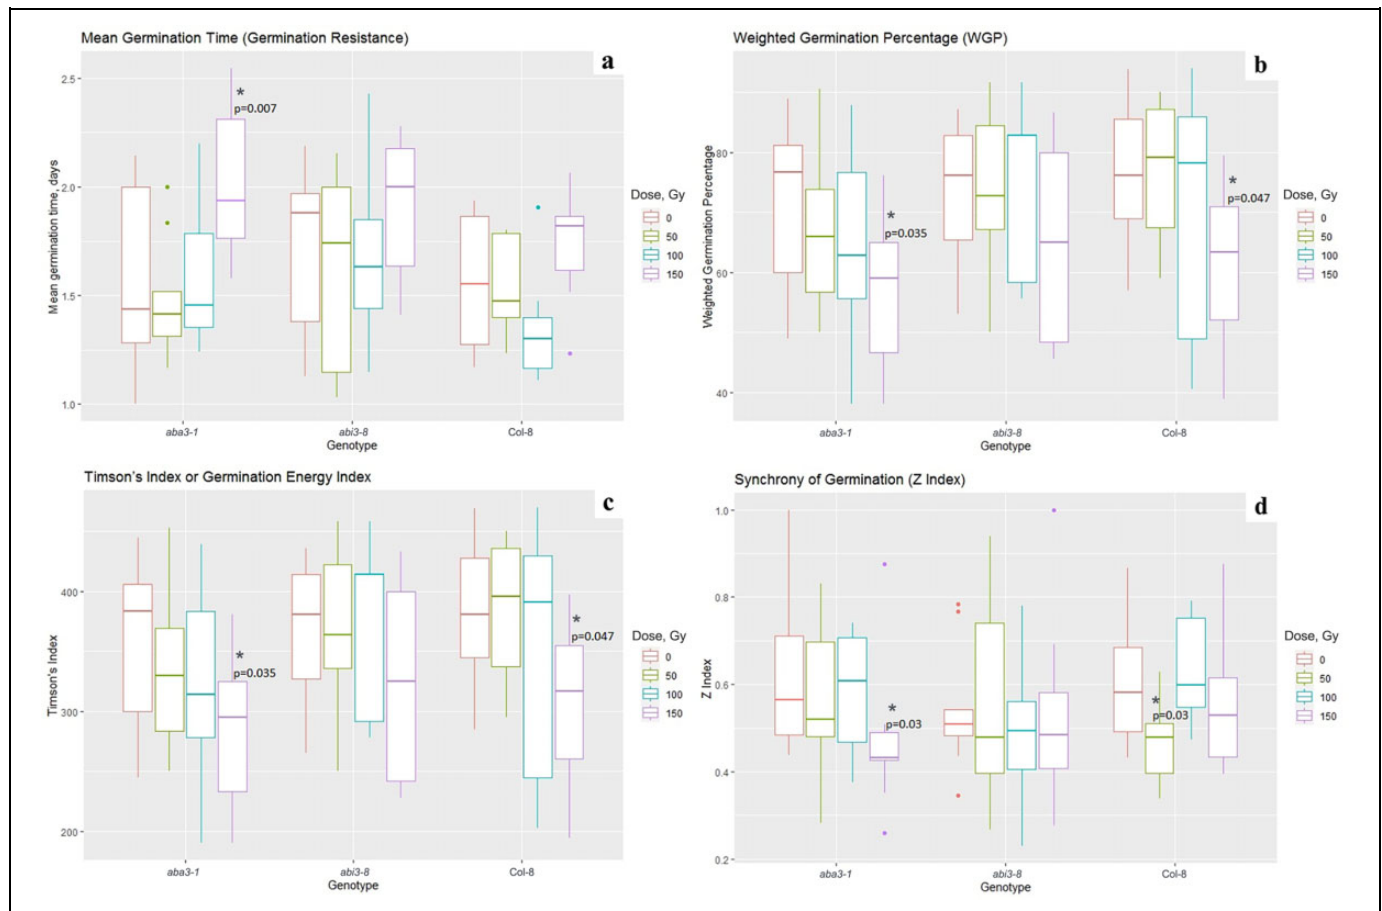 Mean Germination Time (Germination Resistance)
a
2.5
2.0
1.5
1.0
Mean germination time, days
*
p=0.007
aba3-1
abi3-8
Col-8
Genotype
Dose, Gy
0
50
100
150
Weighted Germination Percentage (WGP)
b
80
60
40
Weighted Germination Percentage
*
p=0.035
*
p=0.047
aba3-1
abi3-8
Col-8
Genotype
Dose, Gy
0
50
100
150
Timson's Index or Germination Energy Index
c
400
300
200
Timson's Index
*
p=0.035
*
p=0.047
aba3-1
abi3-8
Col-8
Genotype
Dose, Gy
0
50
100
150
Synchrony of Germination (Z Index)
d
1.0
0.8
0.6
0.4
0.2
Z Index
*
p=0.03
*
p=0.03
aba3-1
abi3-8
Col-8
Genotype
Dose, Gy
0
50
100
150